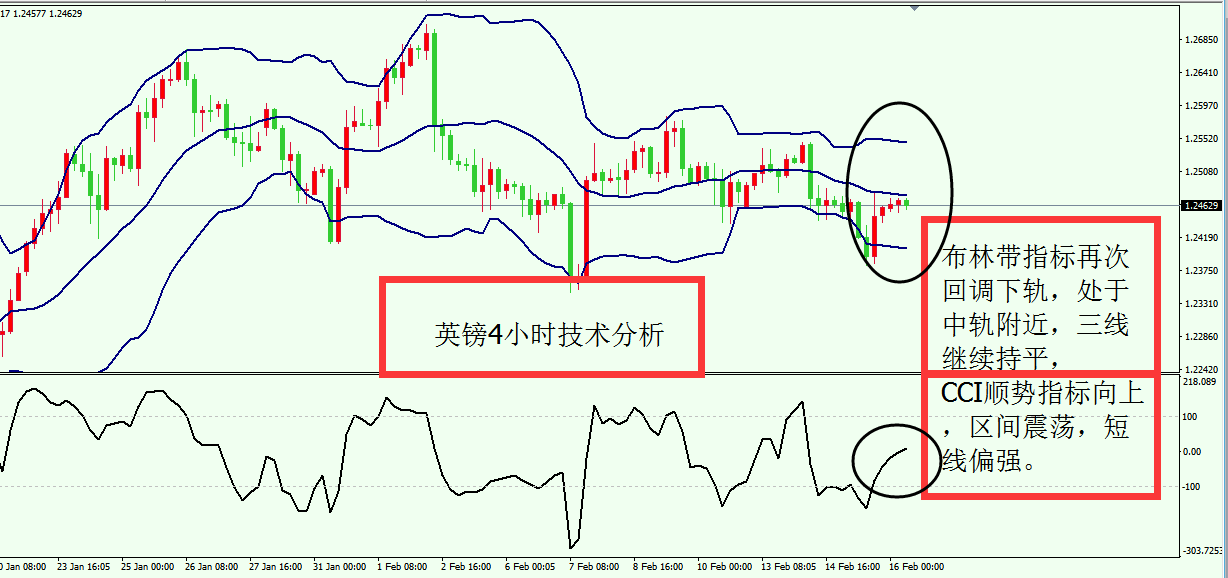 17 1.24577 1.24629
1.26850
1.26410
1.25970
1.25520
1.25080
1.24629
1.24190
1.23750
1.23310
1.22860
1.22420
布林带指标再次
回调下轨，处于
中轨附近，三线
继续持平，
英镑4小时技术分析
218.089
CCI顺势指标向上
，区间震荡，短
线偏强。
100
0.00
-100
-303.7253
0 Jan 08:00 23 Jan 16:05 25 Jan 00:00 26 Jan 08:00 27 Jan 16:00 31 Jan 00:00 1 Feb 08:00 2 Feb 16:00 6 Feb 00:05 7 Feb 08:00 8 Feb 16:00 10 Feb 00:00 13 Feb 08:05 14 Feb 16:00 16 Feb 00:00